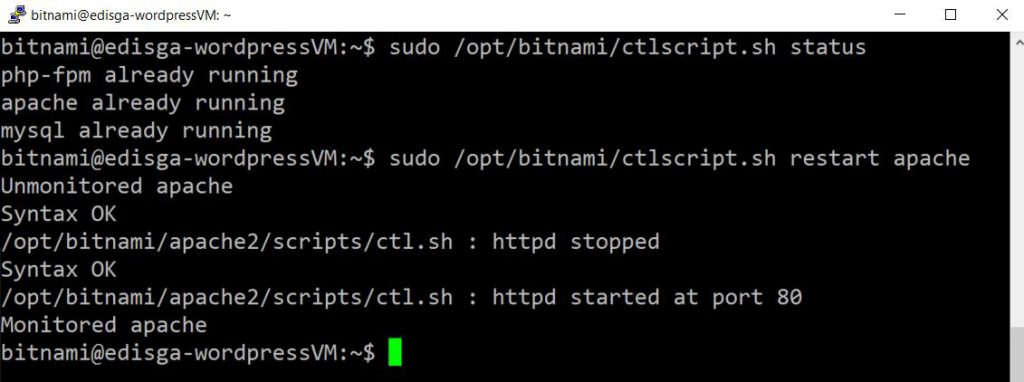 bitnami@edisga-wordpressVM: ~
bitnami@edisga-wordpressVM:~$ sudo /opt/bitnami/ctlscript.sh status
php-fpm already running
apache already running
mysql already running
bitnami@edisga-wordpressVM:~$ sudo /opt/bitnami/ctlscript.sh restart apache
Unmonitored apache
Syntax OK
/opt/bitnami/apache2/scripts/ctl.sh : httpd stopped
Syntax OK
/opt/bitnami/apache2/scripts/ctl.sh : httpd started at port 80
Monitored apache
bitnami@edisga-wordpressVM:~$